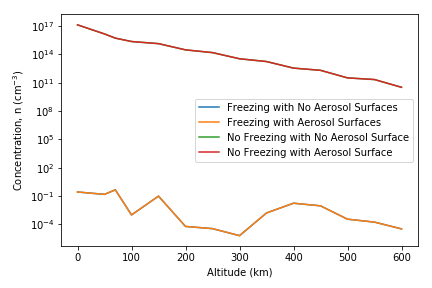 10^17
10^14
10^11
10^8
10^5
10^2
10^-1
10^-4
Concentration, n (cm^-3)
Freezing with No Aerosol Surfaces
Freezing with Aerosol Surfaces
No Freezing with No Aerosol Surface
No Freezing with Aerosol Surface
0 100 200 300 400 500 600
Altitude (km)